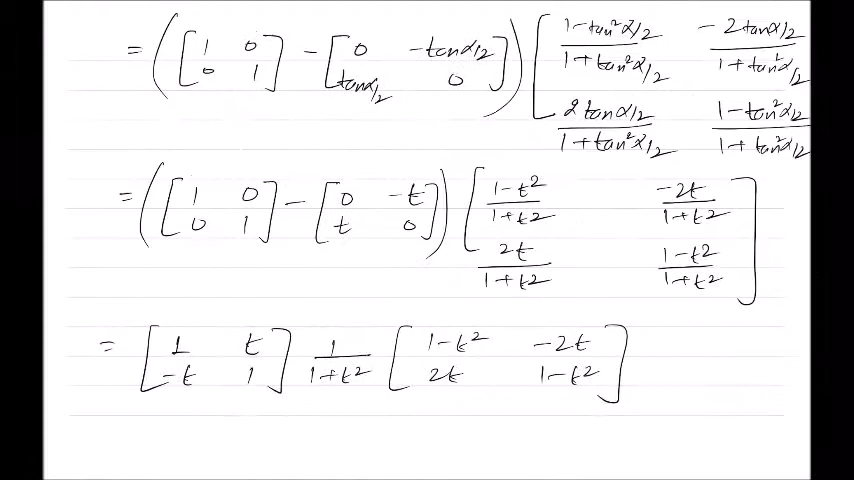 = ( [ 1 0 ; 0 1 ] − [ 0 −tanα/2 ; tanα/2 0 ] ) [ (1−tan²α/2)/(1+tan²α/2) −2tanα/2/(1+tan²α/2) ; 2tanα/2/(1+tan²α/2) (1−tan²α/2)/(1+tan²α/2)
= ( [ 1 0 ; 0 1 ] − [ 0 −t ; t 0 ] ) [ (1−t²)/(1+t²) −2t/(1+t²) ; 2t/(1+t²) (1−t²)/(1+t²) ]
= [ 1 t ; −t 1 ] 1/(1+t²) [ 1−t² −2t ; 2t 1−t² ]